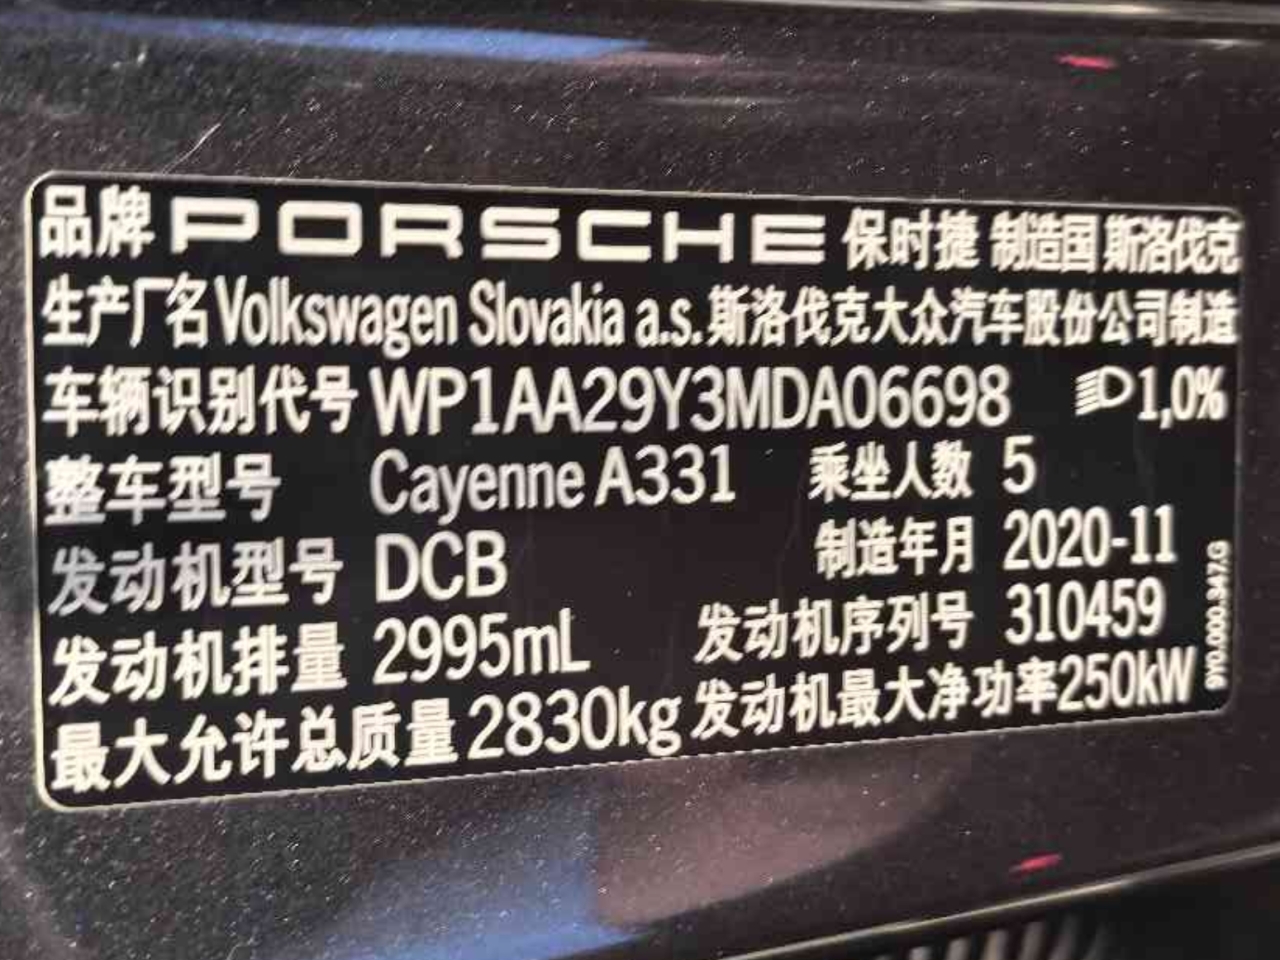 品牌 PORSCHE 保时捷 制造国 斯洛伐克
生产厂名 Volkswagen Slovakia a.s. 斯洛伐克大众汽车股份公司制造
车辆识别代号 WP1AA29Y3MDA06698 1,0%
整车型号 Cayenne A331 乘坐人数 5
发动机型号 DCB 制造年月 2020-11
发动机排量 2995mL 发动机序列号 310459
最大允许总质量 2830kg 发动机最大净功率 250kW
9Y0.000.347.G